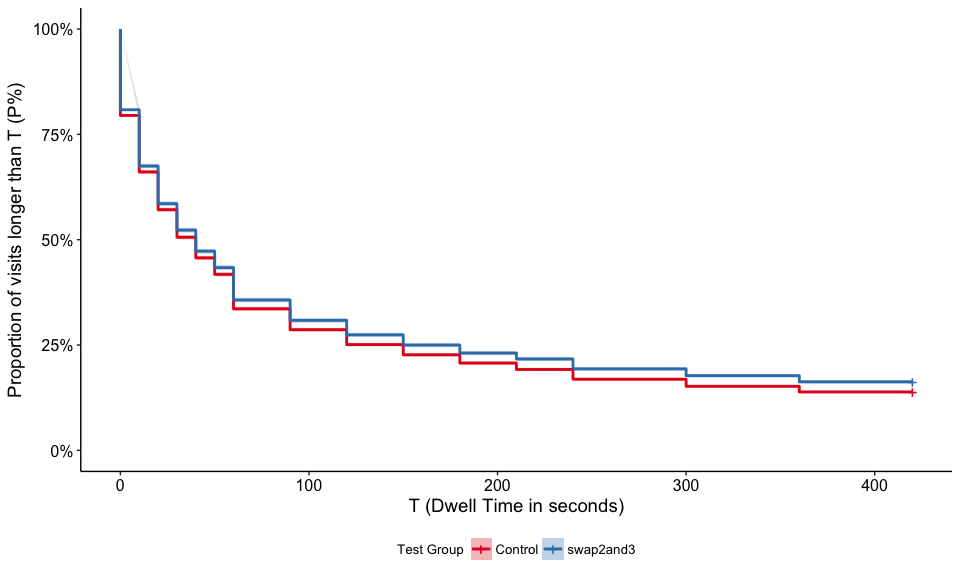 Proportion of visits longer than T (P%)
100%
75%
50%
25%
0%
0 100 200 300 400
T (Dwell Time in seconds)
Test Group Control swap2and3